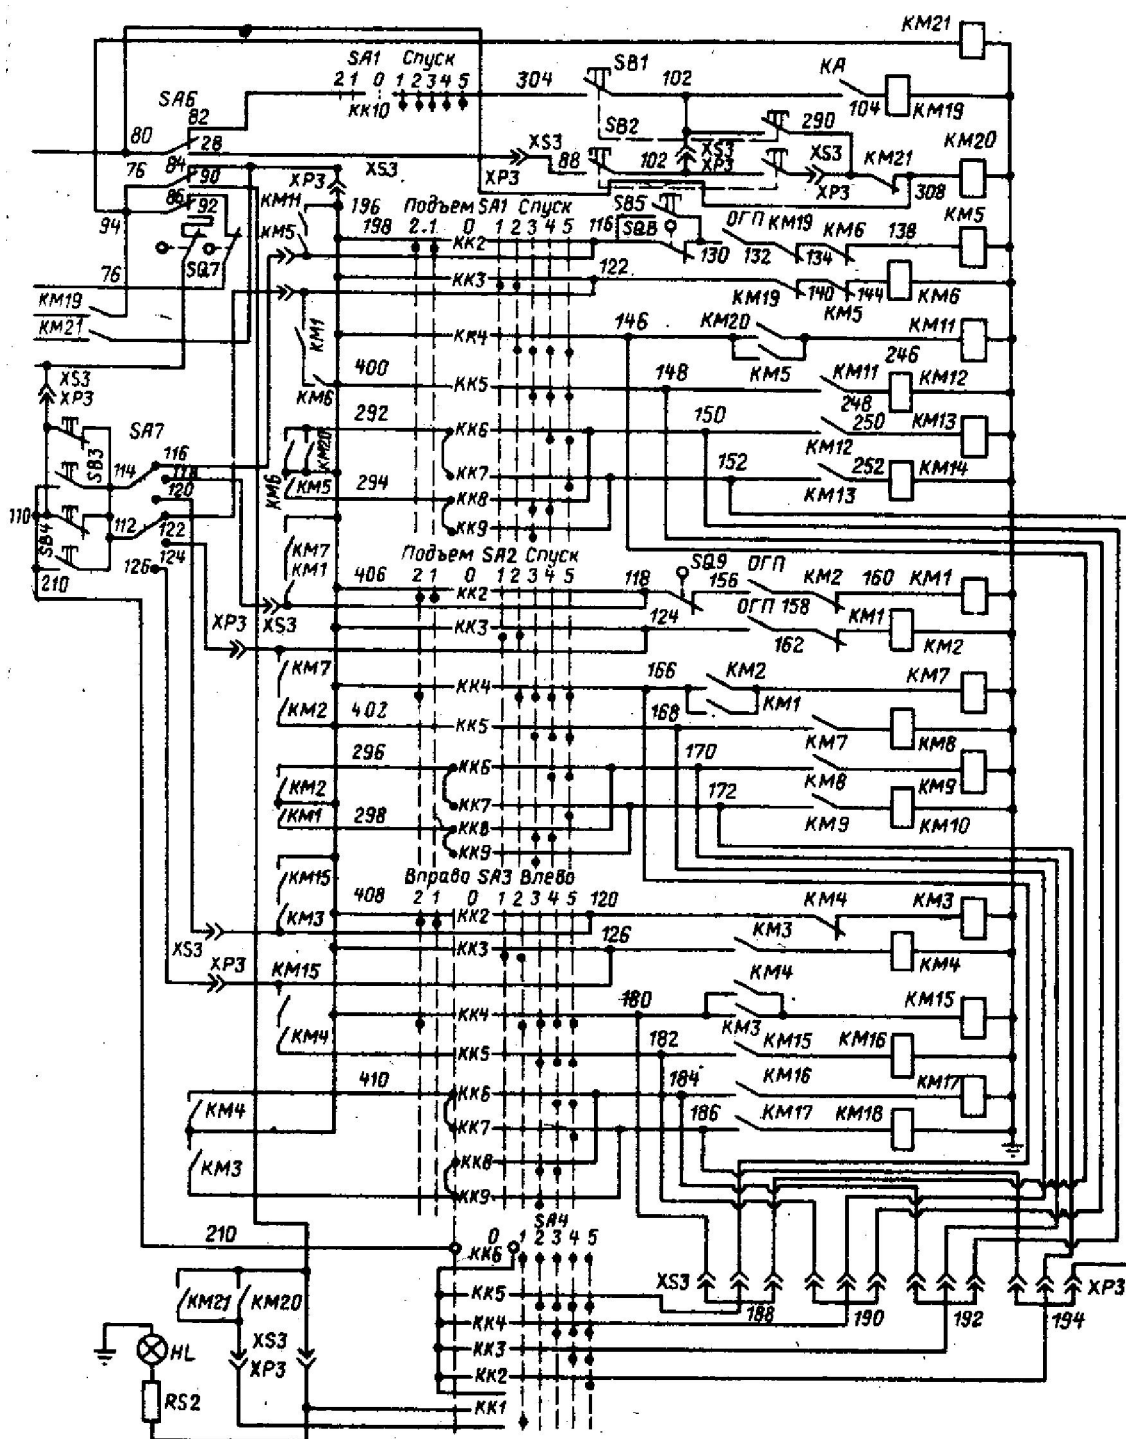 KM21
SA1 Спуск
2 1 0 1 2 3 4 5
KK10
304
SB1
102
KA
104
KM19
SA6
82
80
28
SB2
290
XS3
88
102
XS3
XP3
XS3
KM21
KM20
76
84
90
XS3
XP3
XP3
308
86
92
KM11
196
Подъем SA1 Спуск
116
SB5
ОГП
KM19
KM6
138
KM5
94
198
2 1 0 1 2 3 4 5
KK2
SQ8
130
132
134
KM5
SQ7
KK3
122
76
KM19
140
KM5
144
KM6
KM19
KM21
KM1
KK4
146
KM20
KM11
400
KM6
KK5
148
KM5
KM11
246
KM12
XS3
XP3
292
KK6
150
248
250
KM13
SA7
SB3
116
KM20
KM12
114
118
KM6
KM5
294
KK7
152
252
KM14
120
KK8
KM13
110
SB4
112
122
KK9
124
KM7
Подъем SA2 Спуск
SQ9
ОГП
210
126
KM1
406
2 1 0 1 2 3 4 5
KK2
118
156
KM2
160
KM1
XP3
XS3
124
ОГП 158
KM1
KK3
162
KM2
KM7
KK4
166
KM2
KM7
KM2
402
KK5
168
KM1
KM7
KM8
296
KK6
170
KM8
KM9
KM2
KK7
172
KM1
298
KK8
KM9
KM10
KK9
Вправо SA3 Влево
KM15
408
2 1 0 1 2 3 4 5
120
KM4
KM3
KM3
KK2
126
KM3
XS3
XP3
KK3
KM4
KM15
KM4
KM15
KK4
180
KM3
KM4
KK5
182
KM15
KM16
410
KK6
184
KM16
KM17
KM4
KK7
186
KM17
KM18
KM3
KK8
KK9
SA4
210
0 1 2 3 4 5
KK6
KM21
KM20
KK5
XS3
188
190
192
194
XP3
KK4
HL
XS3
XP3
KK3
RS2
KK2
KK1